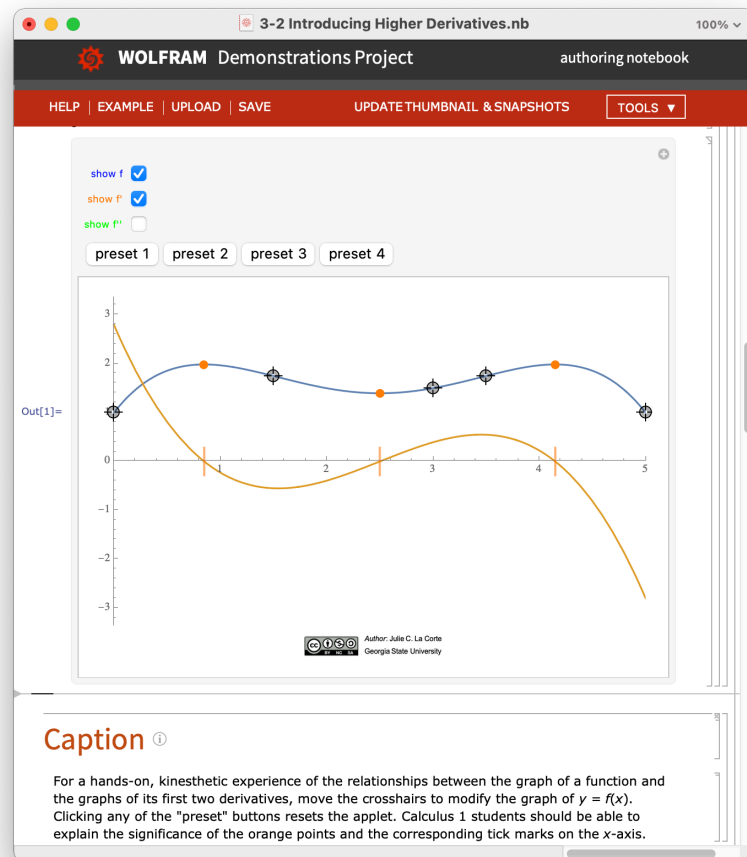 3-2 Introducing Higher Derivatives.nb
100%
WOLFRAM Demonstrations Project
authoring notebook
HELP | EXAMPLE | UPLOAD | SAVE
UPDATE THUMBNAIL & SNAPSHOTS
TOOLS ▼
show f
show f'
show f''
preset 1
preset 2
preset 3
preset 4
Out[1]=
3
2
0
1
2
3
4
5
−1
−2
−3
CC BY NC SA
Author: Julie C. La Corte
Georgia State University
Caption
For a hands-on, kinesthetic experience of the relationships between the graph of a function and
the graphs of its first two derivatives, move the crosshairs to modify the graph of y = f(x).
Clicking any of the "preset" buttons resets the applet. Calculus 1 students should be able to
explain the significance of the orange points and the corresponding tick marks on the x-axis.